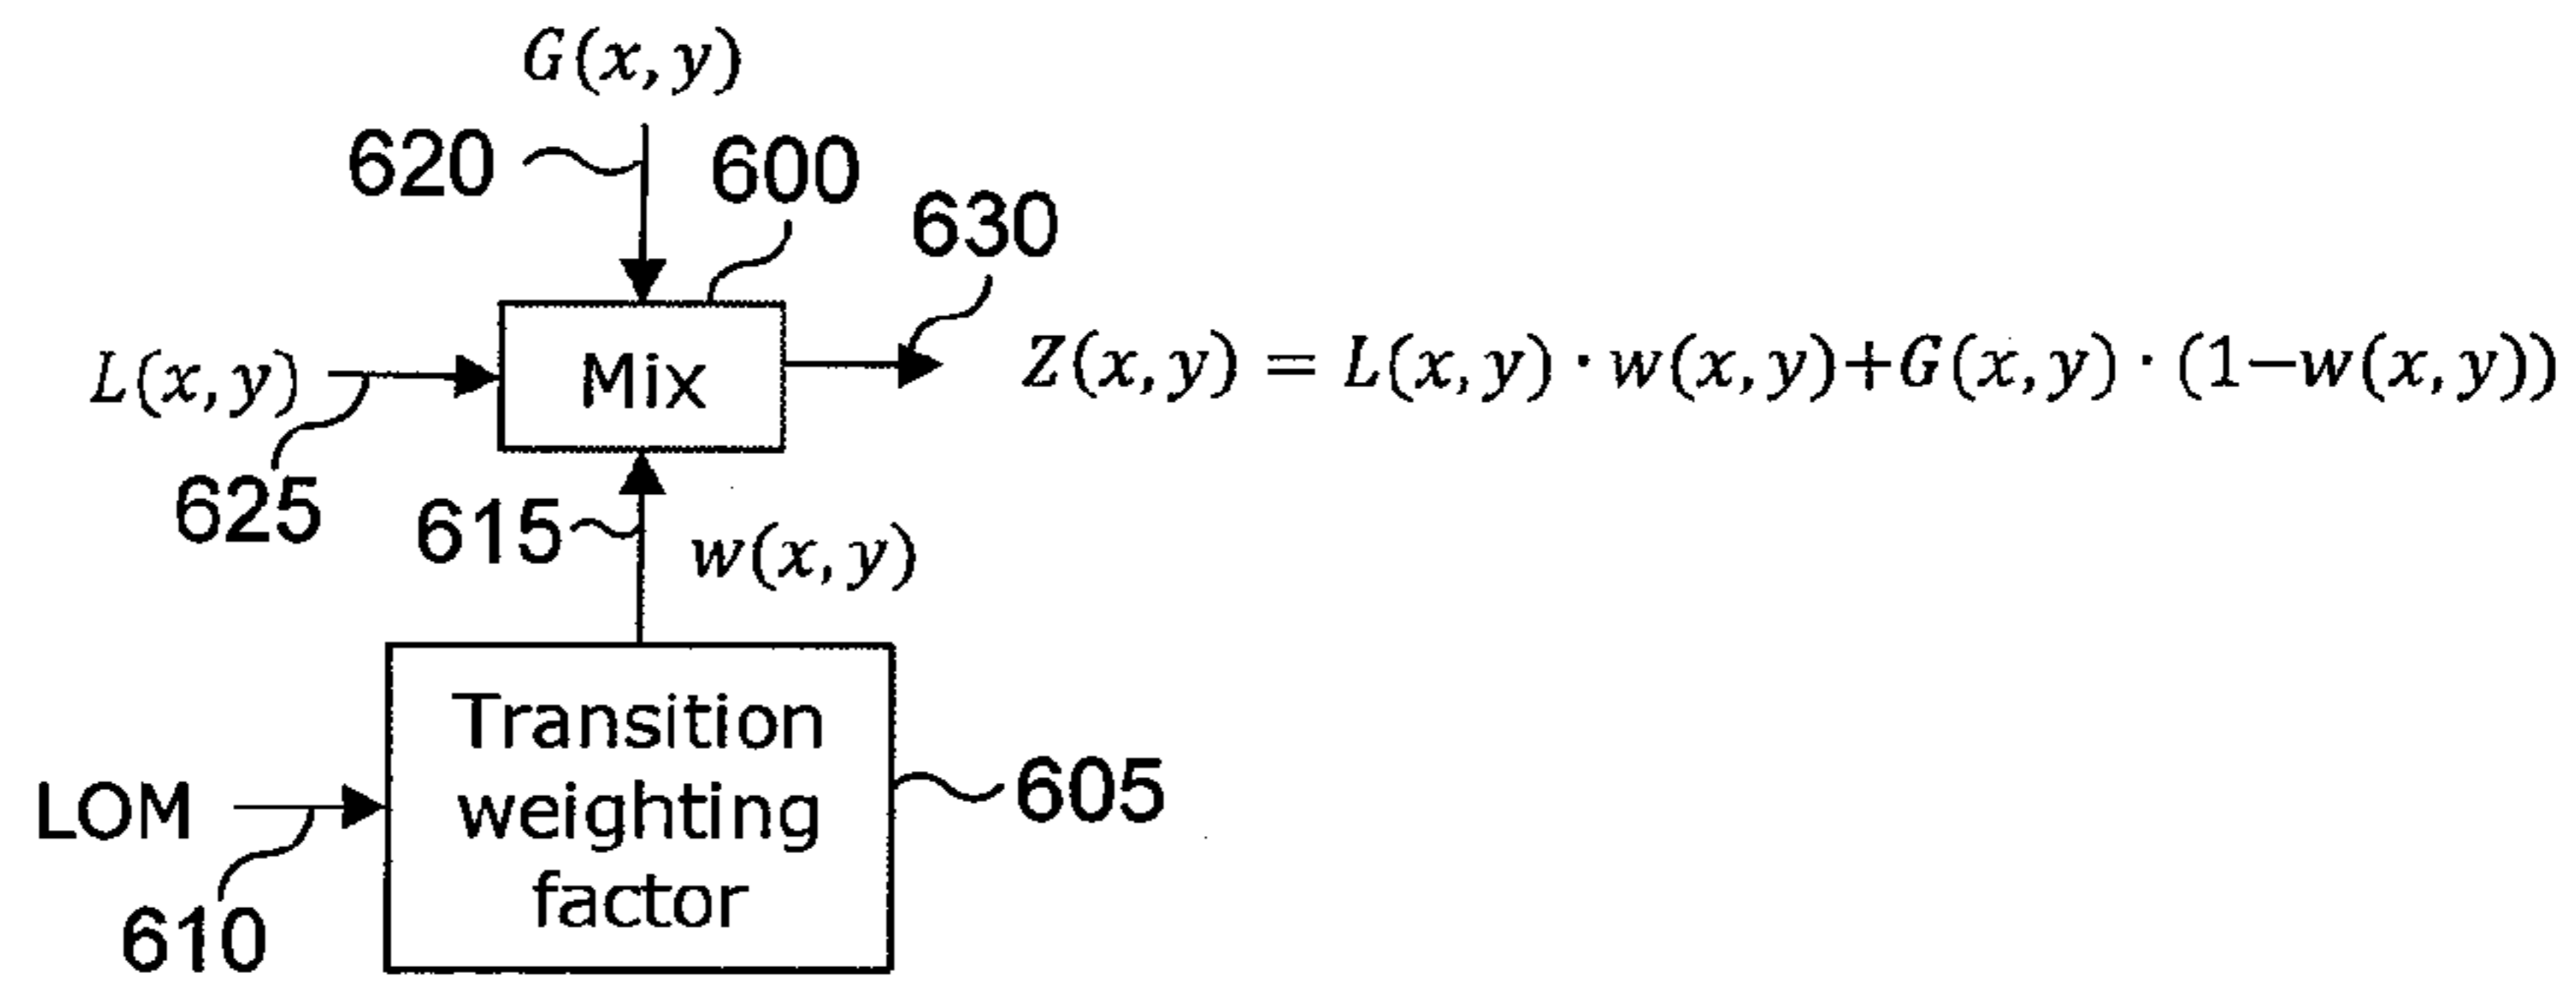 G(x, y)
620
600
630
L(x, y)
Mix
Z(x, y) = L(x, y) · w(x, y)+G(x, y) · (1−w(x, y))
625
615
w(x, y)
Transition
weighting
factor
605
LOM
610